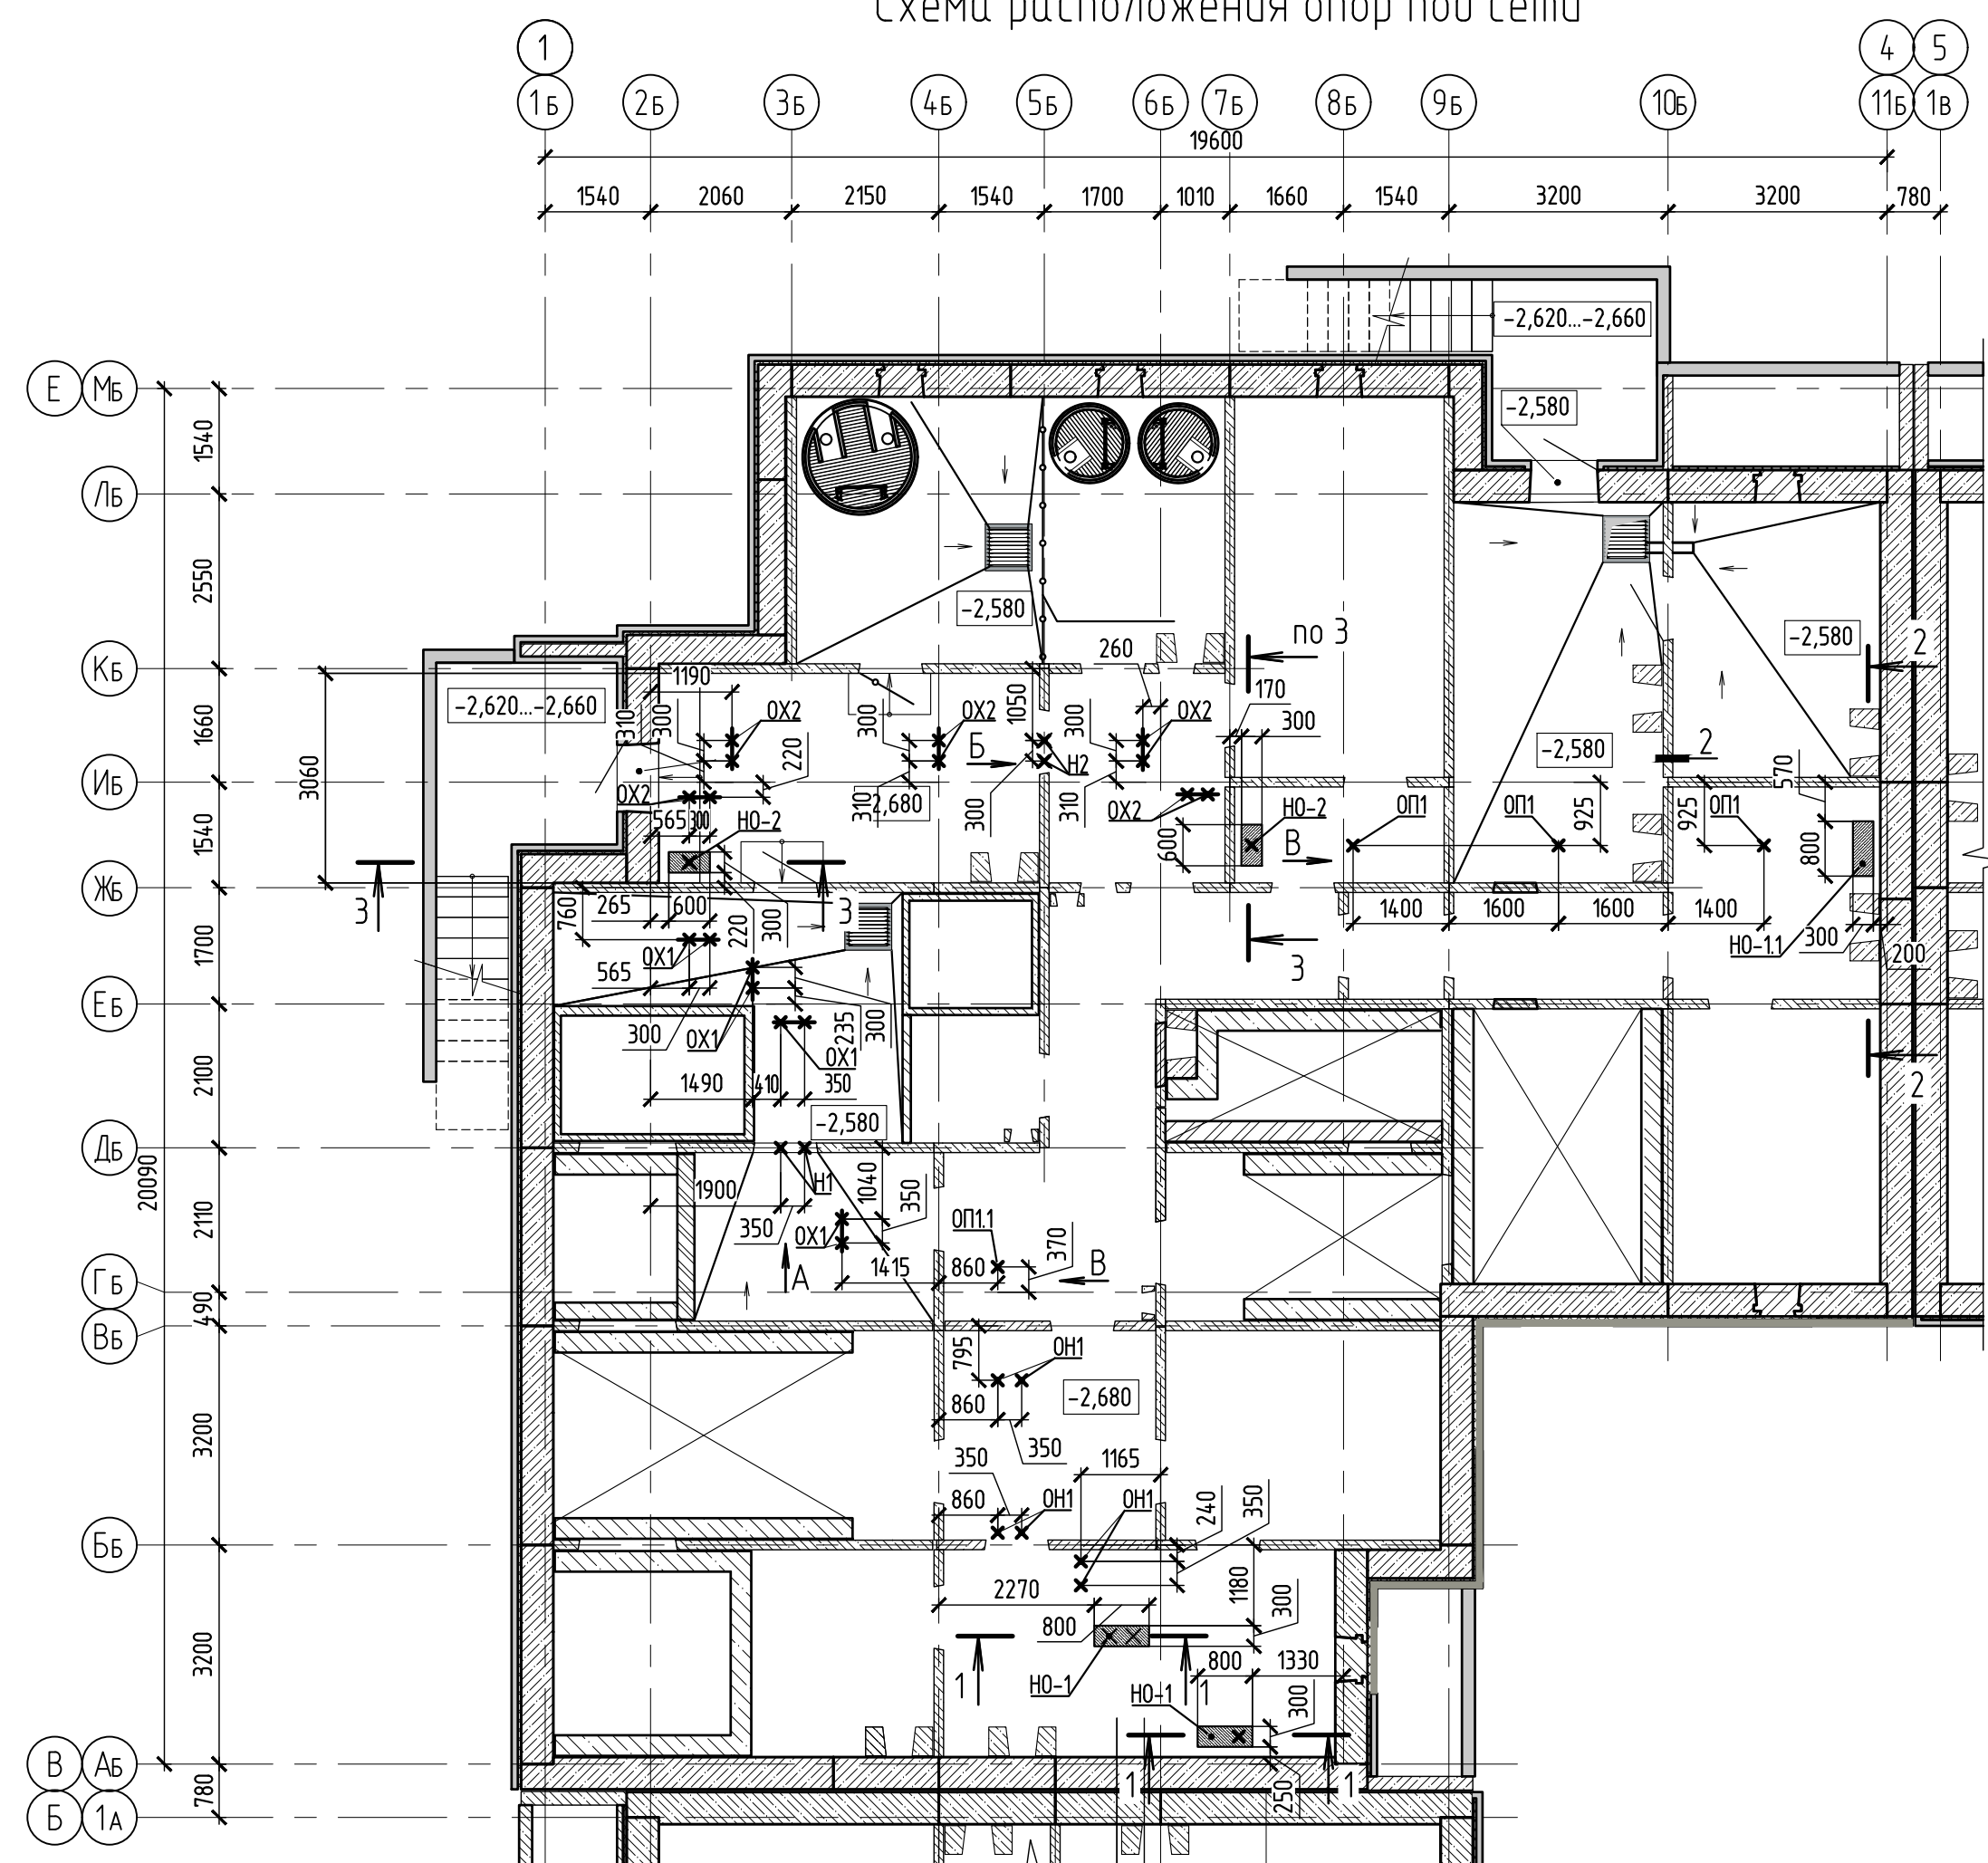 Схема расположения опор под сети
1 4 5
1Б 2Б 3Б 4Б 5Б 6Б 7Б 8Б 9Б 10Б 11Б 1В
19600
1540 2060 2150 1540 1700 1010 1660 1540 3200 3200 780
-2,620...-2,660
Е МБ
-2,580
1540
ЛБ
2550
-2,580
260
по 3
-2,580
2
КБ
1190
170
-2,620...-2,660
310
300
ОХ2
300
ОХ2
1050
300
ОХ2
300
1660
220
Б
Н2
-2,580
2
3060
ИБ
570
ОХ2
310
-2,680
300
310
ОХ2
НО-2
ОП1
ОП1
925
925
ОП1
565
300
НО-2
1540
600
В
800
ЖБ
3
265
600
3
760
220
300
1400
1600
1600
1400
НО-1.1
300
200
1700
ОХ1
565
3
ЕБ
300
ОХ1
235
300
ОХ1
2100
1490
410
350
2
-2,580
ДБ
20090
1900
Н1
1040
350
2110
350
ОХ1
ОП1.1
370
1415
860
В
А
ГБ
490
ВБ
795
ОН1
860
-2,680
3200
350
350
1165
860
ОН1
ОН1
240
350
ББ
2270
1180
300
800
3200
НО-1
1
1
800
1330
НО-1
300
В АБ
780
1
250
1
Б 1А